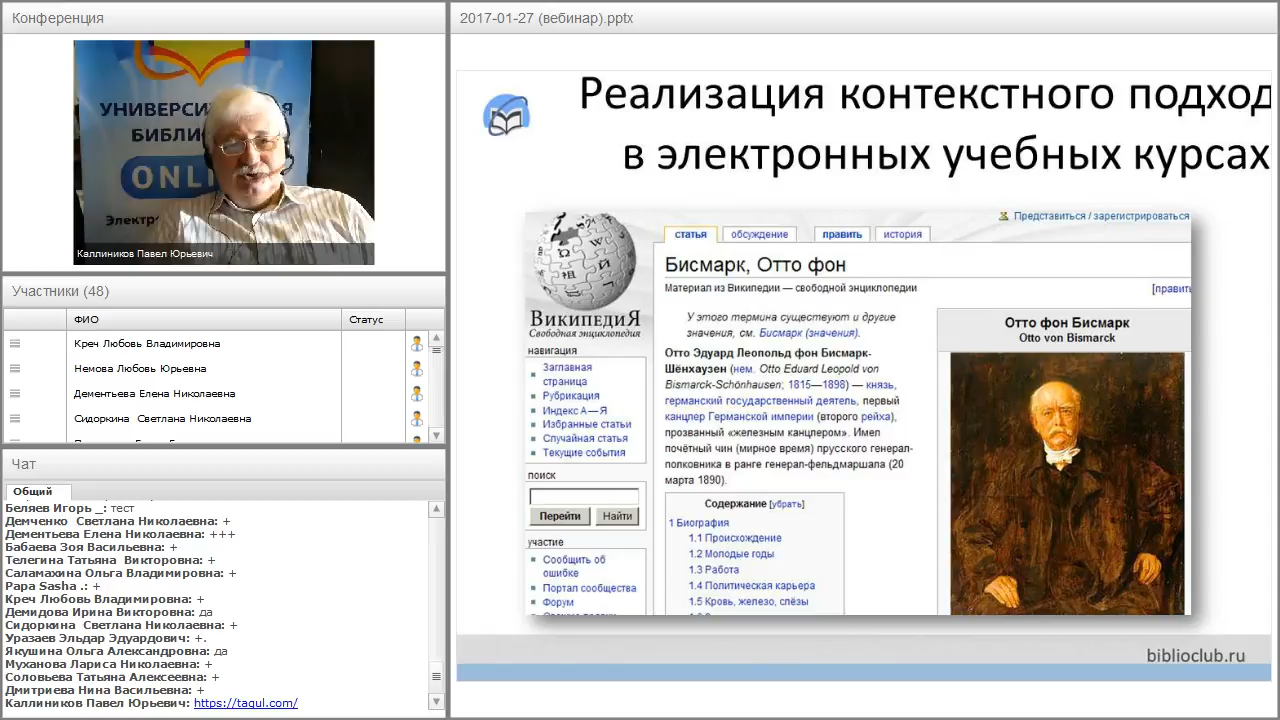 Конференция
УНИВЕРСИ АЯ
БИБЛИ
ONLI
Электр
Каллиников Павел Юрьевич
Участники (48)
ФИО
Статус
Креч Любовь Владимировна
Немова Любовь Юрьевна
Дементьева Елена Николаевна
Сидоркина Светлана Николаевна
Чат
Общий
Беляев Игорь _: тест
Демченко Светлана Николаевна: +
Дементьева Елена Николаевна: +++
Бабаева Зоя Васильевна: +
Телегина Татьяна Викторовна: +
Саламахина Ольга Владимировна: +
Papa Sasha .: +
Креч Любовь Владимировна: +
Демидова Ирина Викторовна: да
Сидоркина Светлана Николаевна: +
Уразаев Эльдар Эдуардович: +.
Якушина Ольга Александровна: да
Муханова Лариса Николаевна: +
Соловьева Татьяна Алексеевна: +
Дмитриева Нина Васильевна: +
Каллиников Павел Юрьевич: https://tagul.com/
2017-01-27 (вебинар).pptx
Реализация контекстного подход
в электронных учебных курсах
ВИКИПЕДИЯ
Свободная энциклопедия
навигация
Заглавная
страница
Рубрикация
Индекс А — Я
Избранные статьи
Случайная статья
Текущие события
поиск
Перейти Найти
участие
Сообщить об
ошибке
Портал сообщества
Форум
Представиться / зарегистрироваться
статья обсуждение править история
Бисмарк, Отто фон
Материал из Википедии — свободной энциклопедии
[править
У этого термина существуют и другие
значения, см. Бисмарк (значения).
Отто Эдуард Леопольд фон Бисмарк-
Шёнхаузен (нем. Otto Eduard Leopold von
Bismarck-Schönhausen; 1815—1898) — князь,
германский государственный деятель, первый
канцлер Германской империи (второго рейха),
прозванный «железным канцлером». Имел
почётный чин (мирное время) прусского генерал-
полковника в ранге генерал-фельдмаршала (20
марта 1890).
Содержание [убрать]
1 Биография
1.1 Происхождение
1.2 Молодые годы
1.3 Работа
1.4 Политическая карьера
1.5 Кровь, железо, слёзы
Отто фон Бисмарк
Otto von Bismarck
biblioclub.ru